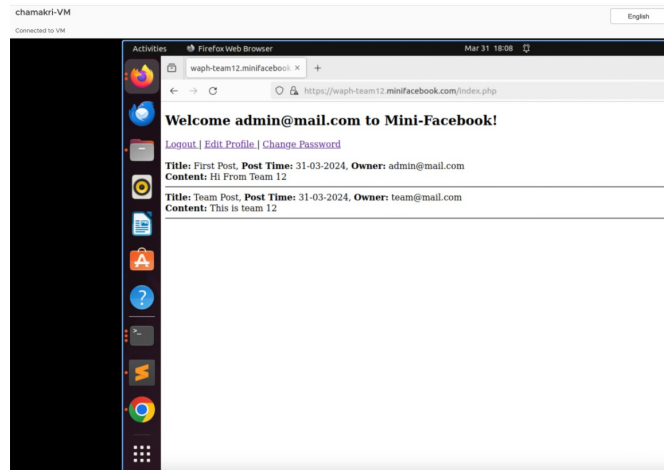 chamakri-VM
English
Connected to VM
Activities Firefox Web Browser Mar 31 18:08
waph-team12.minifacebook
https://waph-team12.minifacebook.com/index.php
Welcome admin@mail.com to Mini-Facebook!
Logout | Edit Profile | Change Password
Title: First Post, Post Time: 31-03-2024, Owner: admin@mail.com
Content: Hi From Team 12
Title: Team Post, Post Time: 31-03-2024, Owner: team@mail.com
Content: This is team 12